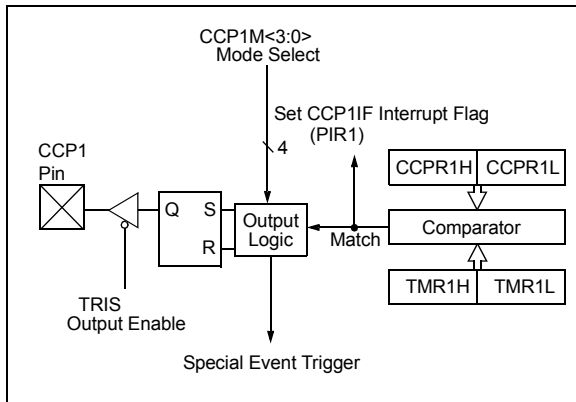 CCP1M<3:0>
Mode Select
Set CCP1IF Interrupt Flag
(PIR1)
4
CCP1
Pin
CCPR1H CCPR1L
Q S
R
Output
Logic
Match
Comparator
TRIS
Output Enable
TMR1H TMR1L
Special Event Trigger